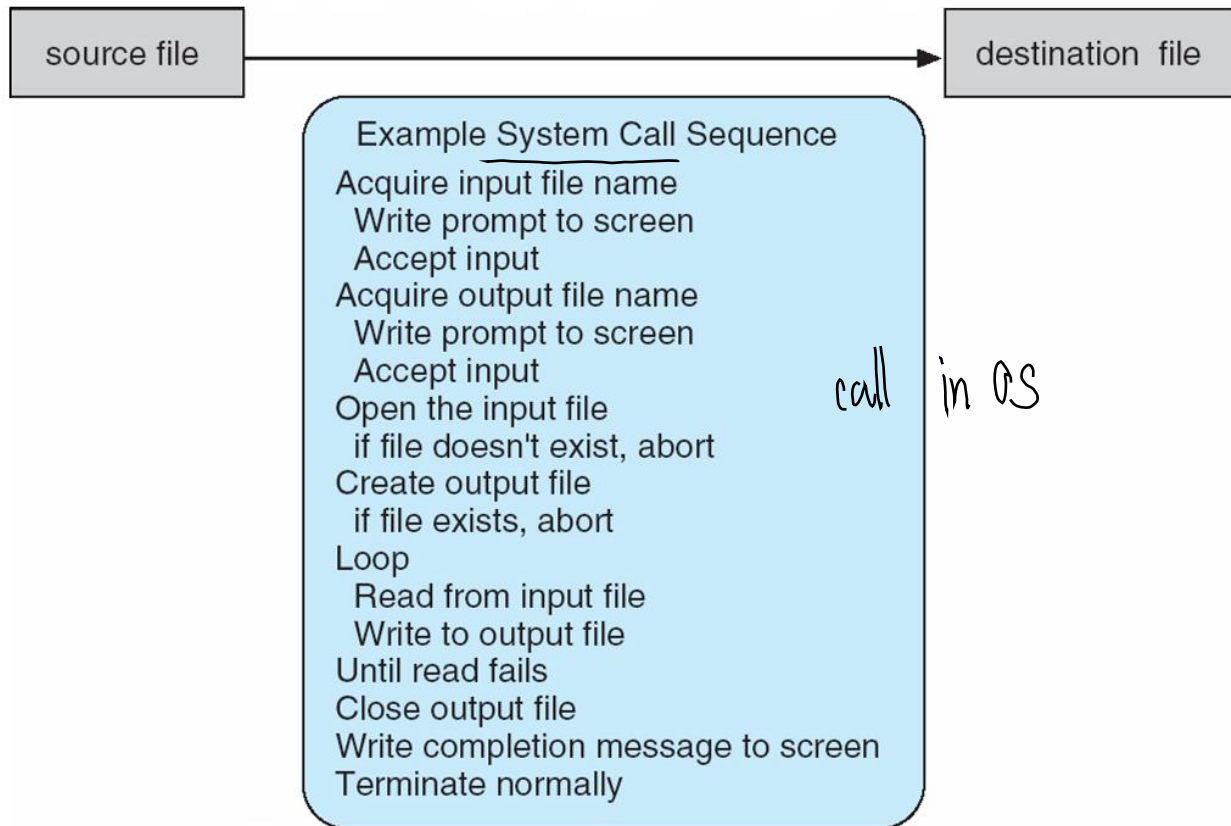 source file
destination file
Example System Call Sequence
Acquire input file name
Write prompt to screen
Accept input
Acquire output file name
Write prompt to screen
Accept input
Open the input file
if file doesn't exist, abort
Create output file
if file exists, abort
Loop
Read from input file
Write to output file
Until read fails
Close output file
Write completion message to screen
Terminate normally
call in OS